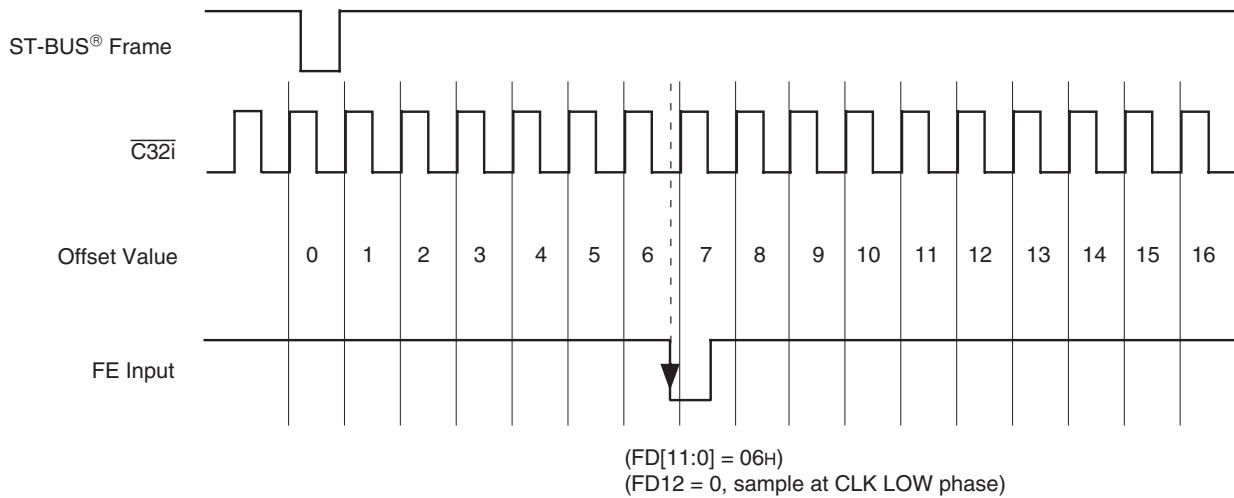 ST-BUS® Frame
C32i
Offset Value
0 1 2 3 4 5 6 7 8 9 10 11 12 13 14 15 16
FE Input
(FD[11:0] = 06H)
(FD12 = 0, sample at CLK LOW phase)